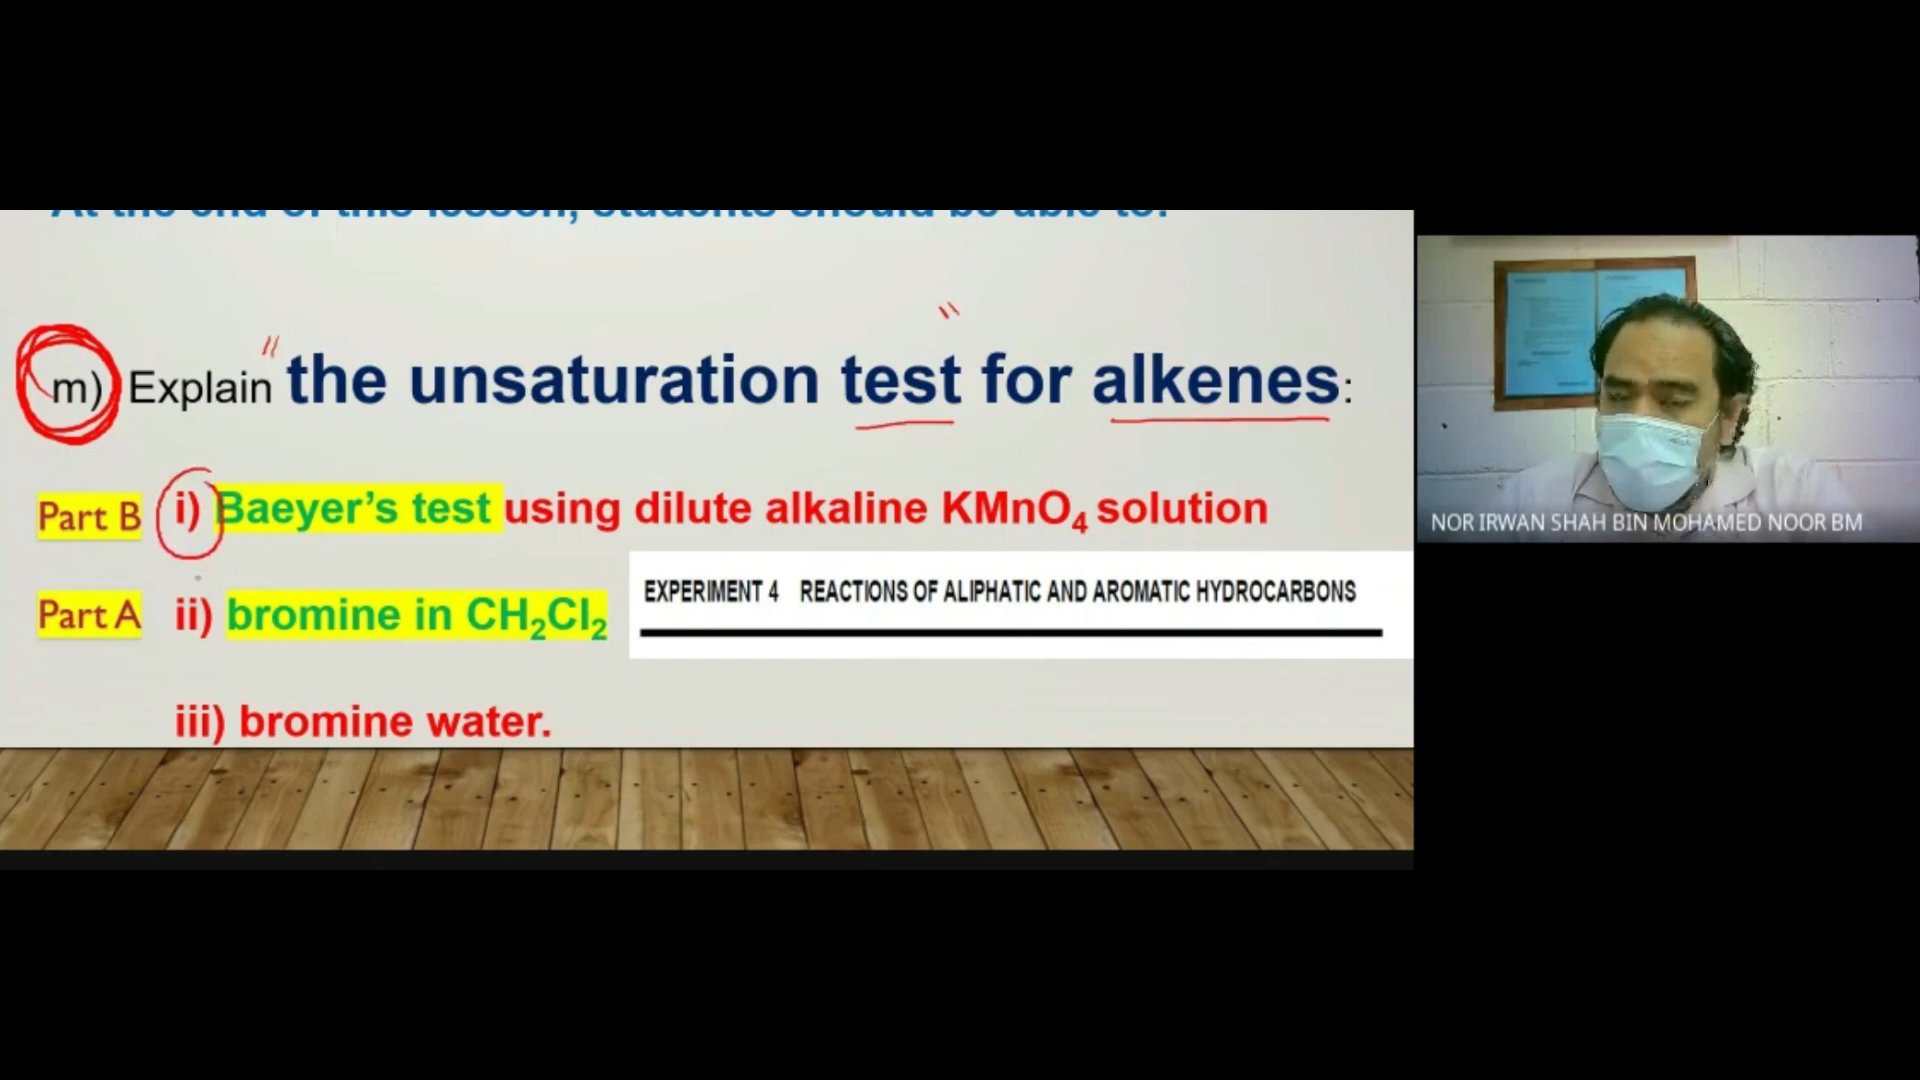 At the end of this lesson, students should be able to:
m) Explain the unsaturation test for alkenes:
Part B i) Baeyer’s test using dilute alkaline KMnO₄ solution
Part A ii) bromine in CH₂Cl₂
EXPERIMENT 4 REACTIONS OF ALIPHATIC AND AROMATIC HYDROCARBONS
iii) bromine water.
NOR IRWAN SHAH BIN MOHAMED NOOR BM